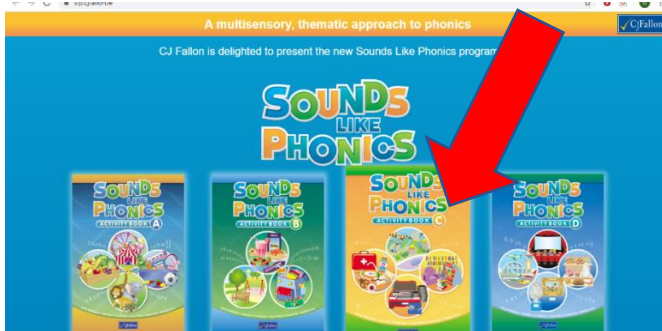 A multisensory, thematic approach to phonics
CJ Fallon
CJ Fallon is delighted to present the new Sounds Like Phonics
SOUNDS
LIKE
PHONICS
SOUNDS
LIKE
PHONICS
ACTIVITY BOOK A
SOUNDS
LIKE
PHONICS
ACTIVITY BOOK B
SOUNDS
LIKE
PHONICS
ACTIVITY BOOK C
SOUNDS
LIKE
PHONICS
ACTIVITY BOOK D